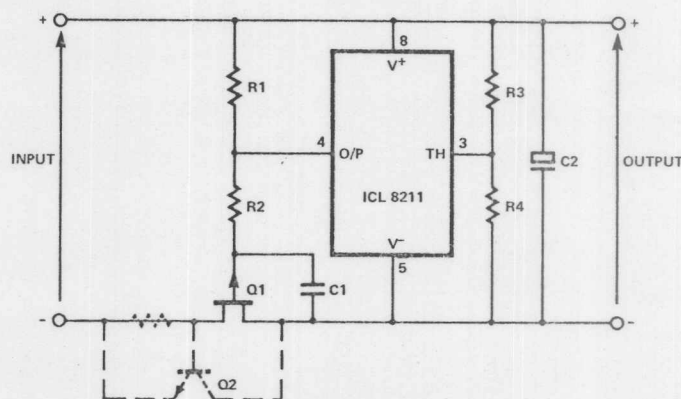 +
+
8
V+
R1
R3
4
O/P
TH
3
INPUT
C2
OUTPUT
ICL 8211
R2
R4
V-
5
Q1
C1
-
-
Q2